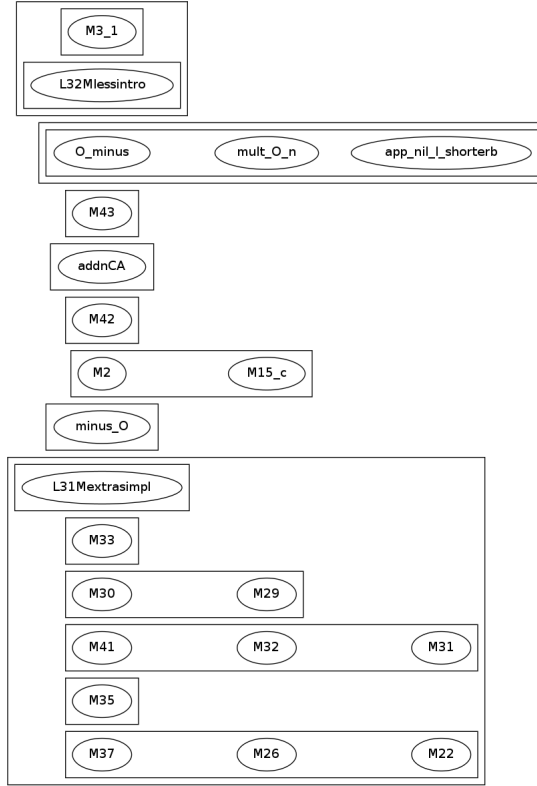 M3_1
L32Mlessintro
O_minus mult_O_n app_nil_l_shorterb
M43
addnCA
M42
M2 M15_c
minus_O
L31Mextrasimpl
M33
M30 M29
M41 M32 M31
M35
M37 M26 M22